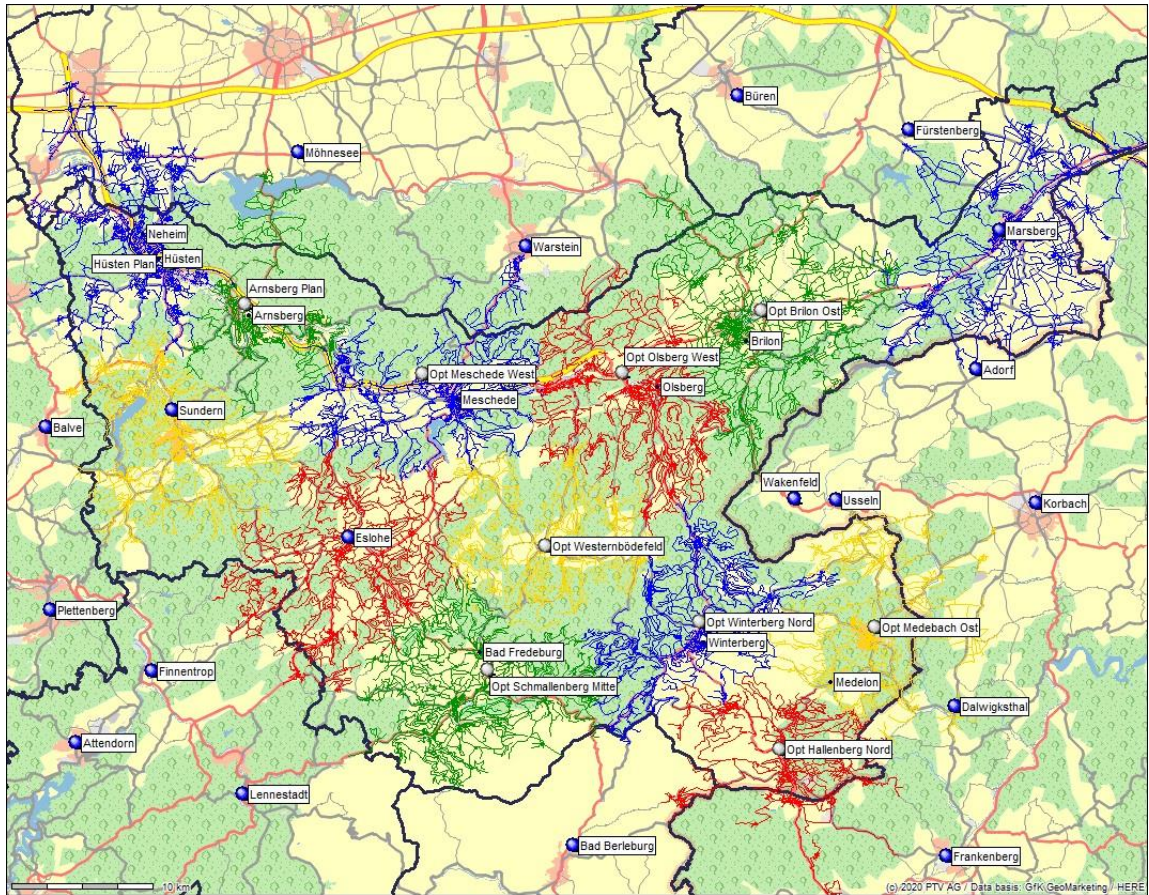 Büren
Fürstenberg
Möhnesee
Neheim
Warstein
Marsberg
Hüsten
Hüsten Plan
Arnsberg Plan
Arnsberg
Opt Brilon Ost
Brilon
Opt Olsberg West
Opt Meschede West
Adorf
Olsberg
Meschede
Sundern
Balve
Wakenfeld
Usseln
Korbach
Eslohe
Opt Westernbödefeld
Plettenberg
Opt Winterberg Nord
Opt Medebach Ost
Winterberg
Bad Fredeburg
Finnentrop
Medelon
Opt Schmallenberg Mitte
Dalwigksthal
Attendorn
Opt Hallenberg Nord
Lennestadt
Bad Berleburg
Frankenberg
10 km
(c) 2020 PTV AG / Data basis: GfK GeoMarketing / HERE